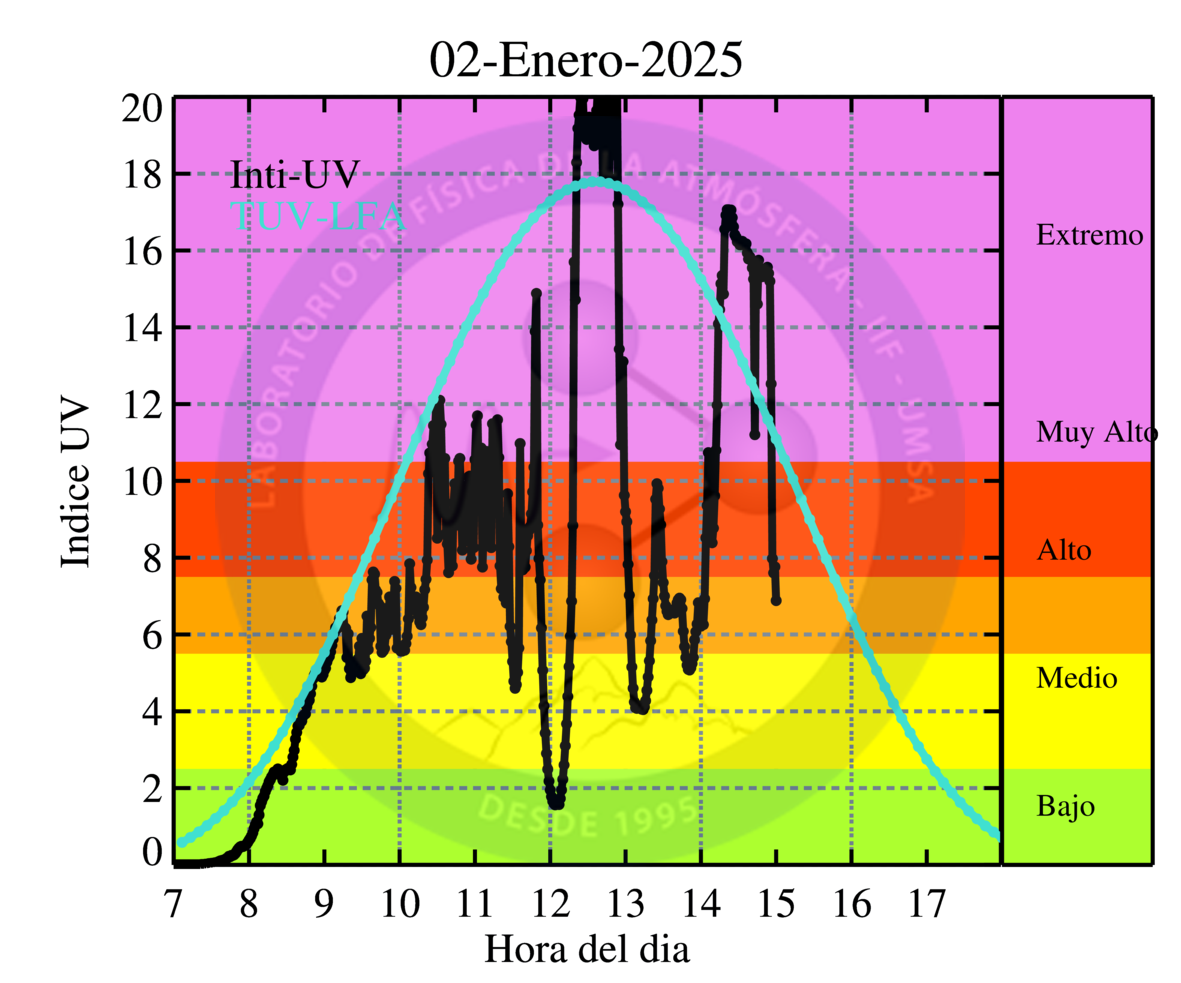 02-Enero-2025
20
18
16
14
12
10
8
6
4
2
0
Indice UV
Inti-UV
TUV-LFA
LABORATORIO DE FÍSICA DE LA ATMÓSFERA - IIF - UMSA
DESDE 1995
Extremo
Muy Alto
Alto
Medio
Bajo
7 8 9 10 11 12 13 14 15 16 17
Hora del dia